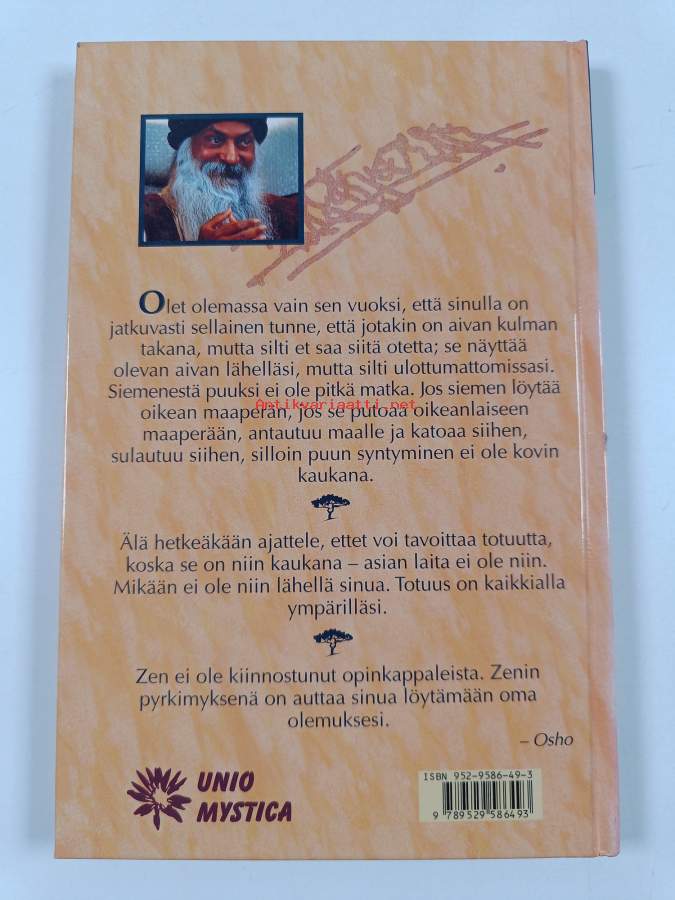 Olet olemassa vain sen vuoksi, että sinulla on
jatkuvasti sellainen tunne, että jotakin on aivan kulman
takana, mutta silti et saa siitä otetta; se näyttää
olevan aivan lähelläsi, mutta silti ulottumattomissasi.
Siemenestä puuksi ei ole pitkä matka. Jos siemen löytää
Antikvariaatti.net
oikean maaperän, jos se putoaa oikeanlaiseen
maaperään, antautuu maalle ja katoaa siihen,
sulautuu siihen, silloin puun syntyminen ei ole kovin
kaukana.
Älä hetkeäkään ajattele, ettet voi tavoittaa totuutta,
koska se on niin kaukana – asian laita ei ole niin.
Mikään ei ole niin lähellä sinua. Totuus on kaikkialla
ympärilläsi.
Zen ei ole kiinnostunut opinkappaleista. Zenin
pyrkimyksenä on auttaa sinua löytämään oma
olemuksesi.
– Osho
UNIO
MYSTICA
ISBN 952-9586-49-3
9 789529 586493